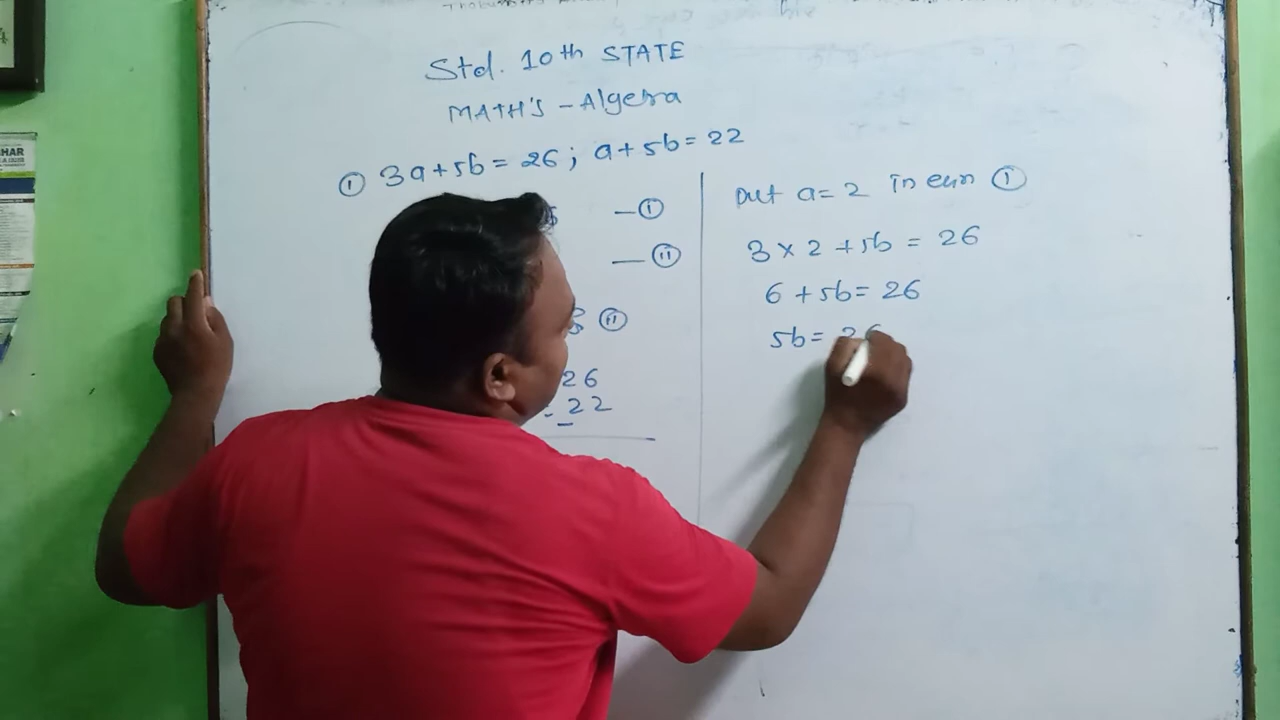 Std. 10th STATE
MATH'S - Algebra
① 3a+5b= 26; a+5b= 22
—①
—⑪
⑪
26
- 22
put a= 2 in eqn ①
3 × 2 +5b = 26
6 +5b= 26
5b= 26
HAR